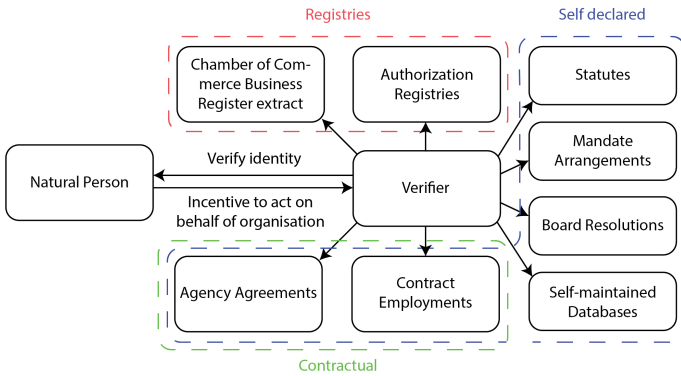 Registries
Self declared
Chamber of Com-
merce Business
Register extract
Authorization
Registries
Statutes
Mandate
Arrangements
Verify identity
Natural Person
Verifier
Incentive to act on
behalf of organisation
Board Resolutions
Agency Agreements
Contract
Employments
Self-maintained
Databases
Contractual